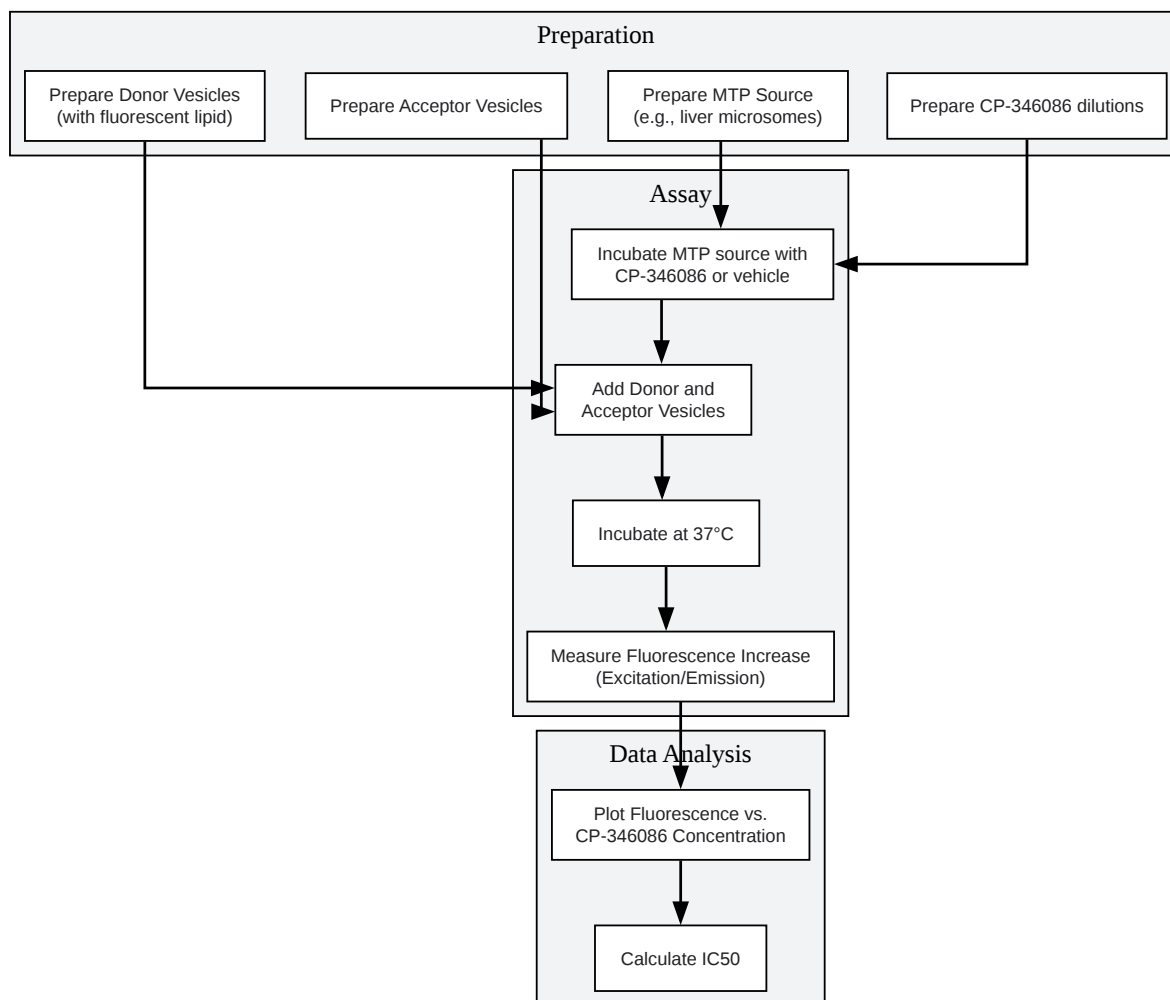 Preparation
Prepare Donor Vesicles
(with fluorescent lipid)
Prepare Acceptor Vesicles
Prepare MTP Source
(e.g., liver microsomes)
Prepare CP-346086 dilutions
Assay
Incubate MTP source with
CP-346086 or vehicle
Add Donor and
Acceptor Vesicles
Incubate at 37°C
Measure Fluorescence Increase
(Excitation/Emission)
Data Analysis
Plot Fluorescence vs.
CP-346086 Concentration
Calculate IC50